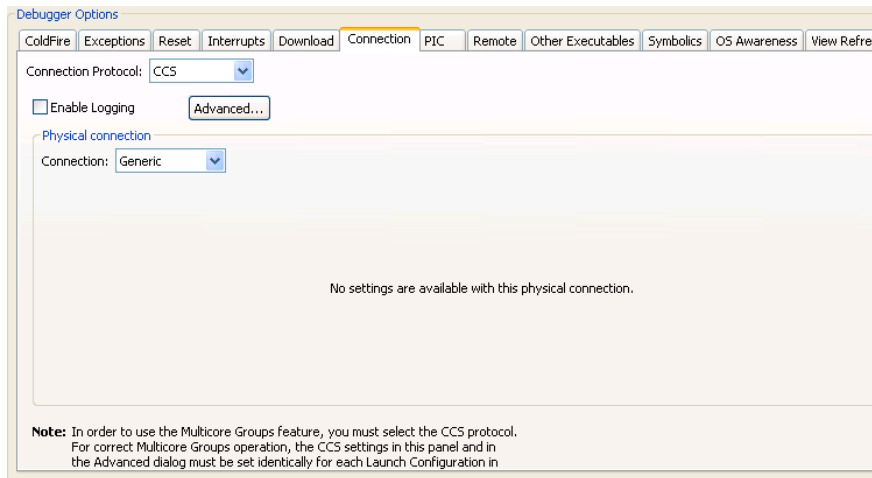 Debugger Options
ColdFire Exceptions Reset Interrupts Download Connection PIC Remote Other Executables Symbolics OS Awareness View Refre
Connection Protocol: CCS
Enable Logging Advanced...
Physical connection
Connection: Generic
No settings are available with this physical connection.
Note: In order to use the Multicore Groups feature, you must select the CCS protocol.
For correct Multicore Groups operation, the CCS settings in this panel and in
the Advanced dialog must be set identically for each Launch Configuration in